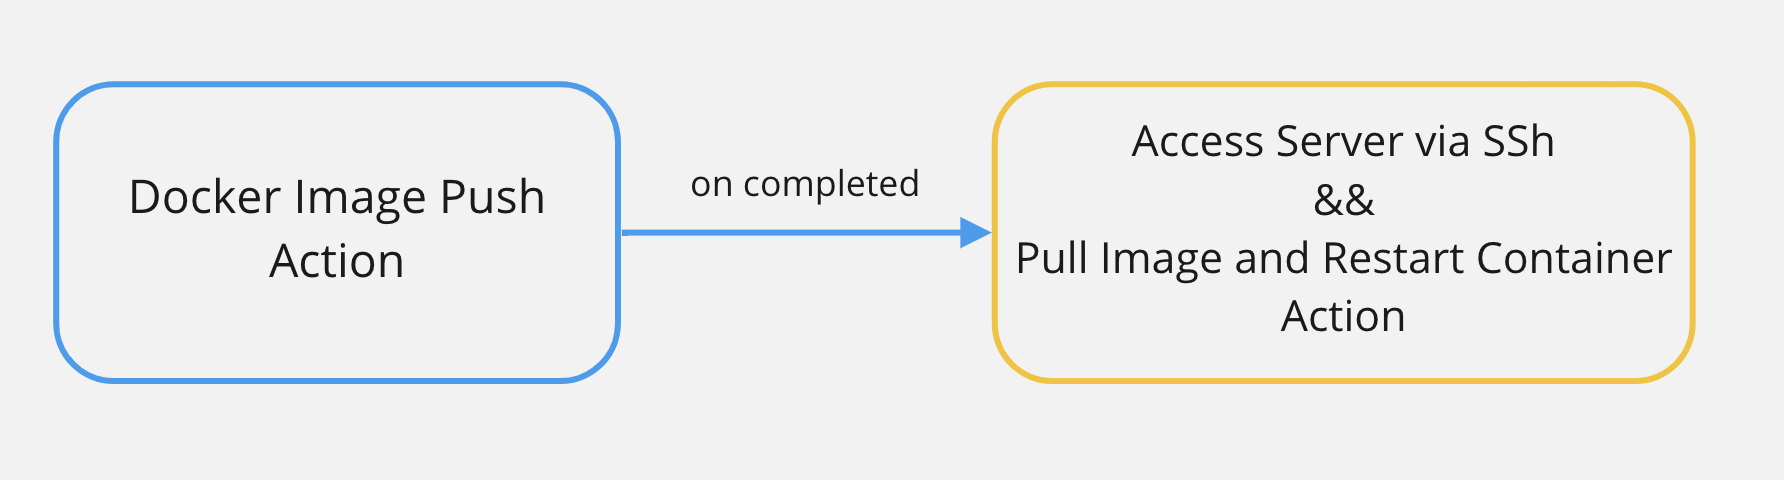 Docker Image Push
Action
on completed
Access Server via SSh
&&
Pull Image and Restart Container
Action